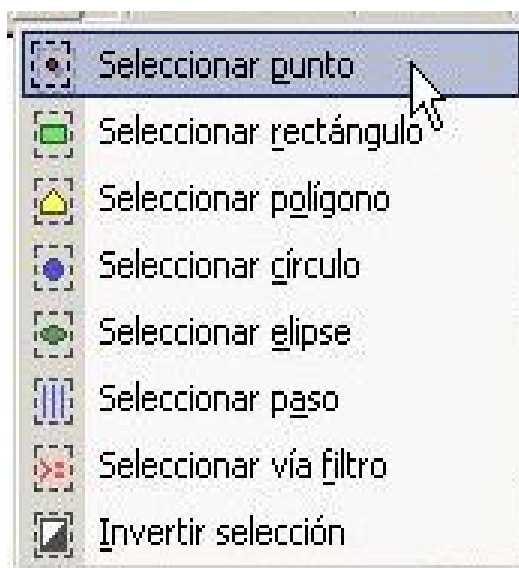 Seleccionar punto
Seleccionar rectángulo
Seleccionar polígono
Seleccionar círculo
Seleccionar elipse
Seleccionar paso
Seleccionar vía filtro
Invertir selección